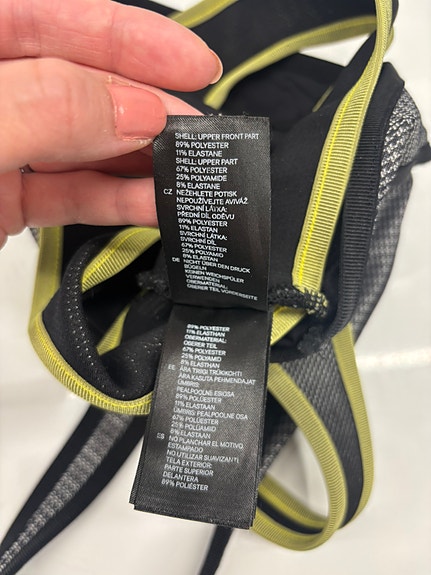 SHELL: UPPER FRONT PART
89% POLYESTER
11% ELASTANE
SHELL: UPPER PART
67% POLYESTER
25% POLYAMIDE
8% ELASTANE
CZ NEŽEHLETE POTISK
NEPOUŽÍVEJTE AVIVÁŽ
SVRCHNÍ LÁTKA:
PŘEDNÍ DÍL ODĚVU
89% POLYESTER
11% ELASTAN
SVRCHNÍ LÁTKA:
SVRCHNÍ DÍL
67% POLYESTER
25% POLYAMID
8% ELASTAN
DE NICHT ÜBER DEN DRUCK
BÜGELN
KEINEN WEICHSPÜLER
VERWENDEN
OBERMATERIAL:
OBERER TEIL VORDERSEITE
89% POLYESTER
11% ELASTHAN
OBERMATERIAL:
OBERER TEIL
67% POLYESTER
25% POLYAMID
8% ELASTHAN
EE ÄRA TRIIGI TRÜKKOHTI
ÄRA KASUTA PEHMENDAJAT
ÜMBRIS:
PEALPOOLNE ESIOSA
89% POLÜESTER
11% ELASTAAN
ÜMBRIS: PEALPOOLNE OSA
67% POLÜESTER
25% POLÜAMIID
8% ELASTAAN
ES NO PLANCHAR EL MOTIVO
ESTAMPADO
NO UTILIZAR SUAVIZANTE
TELA EXTERIOR:
PARTE SUPERIOR
DELANTERA
89% POLIÉSTER